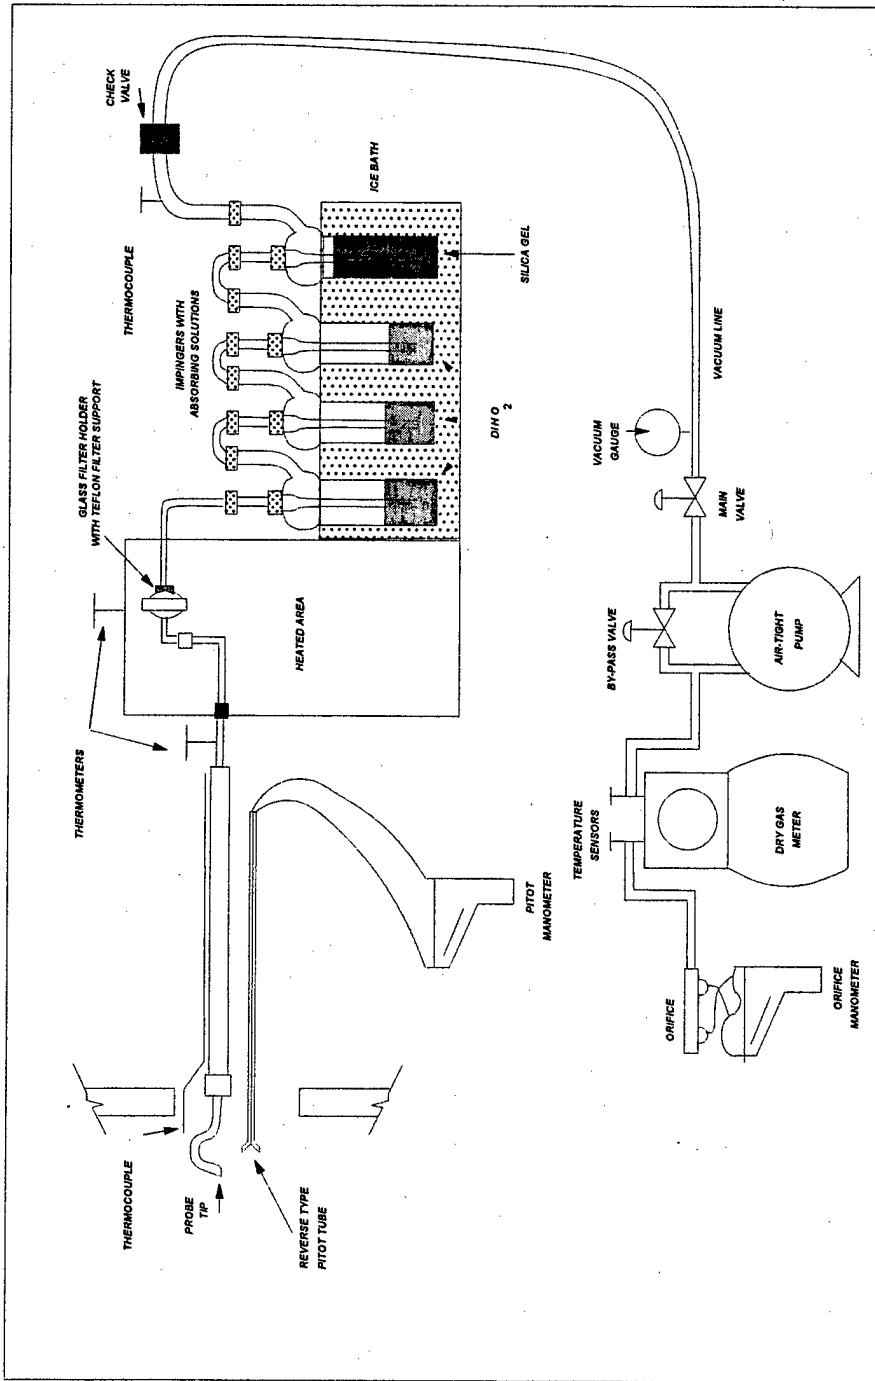 CHECK
VALVE
THERMOCOUPLE
IMPINGERS WITH
ABSORBING SOLUTIONS
ICE BATH
SILICA GEL
GLASS FILTER HOLDER
WITH TEFLON FILTER SUPPORT
DIHO
2
VACUUM LINE
VACUUM
GAUGE
MAIN
VALVE
HEATED AREA
THERMOMETERS
BY-PASS VALVE
AIR-TIGHT
PUMP
TEMPERATURE
SENSORS
DRY GAS
METER
PITOT
MANOMETER
ORIFICE
ORIFICE
MANOMETER
THERMOCOUPLE
PROBE
TIP
REVERSE TYPE
PITOT TUBE